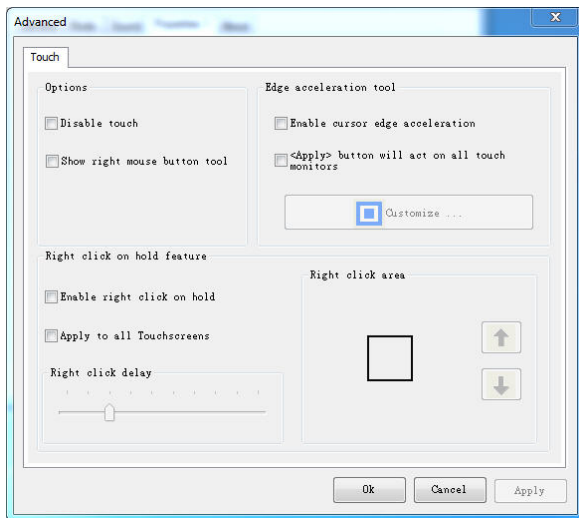 Advanced
Touch
Options
Disable touch
Show right mouse button tool
Edge acceleration tool
Enable cursor edge acceleration
<Apply> button will act on all touch
monitors
Customize ...
Right click on hold feature
Enable right click on hold
Apply to all Touchscreens
Right click delay
Right click area
Ok
Cancel
Apply